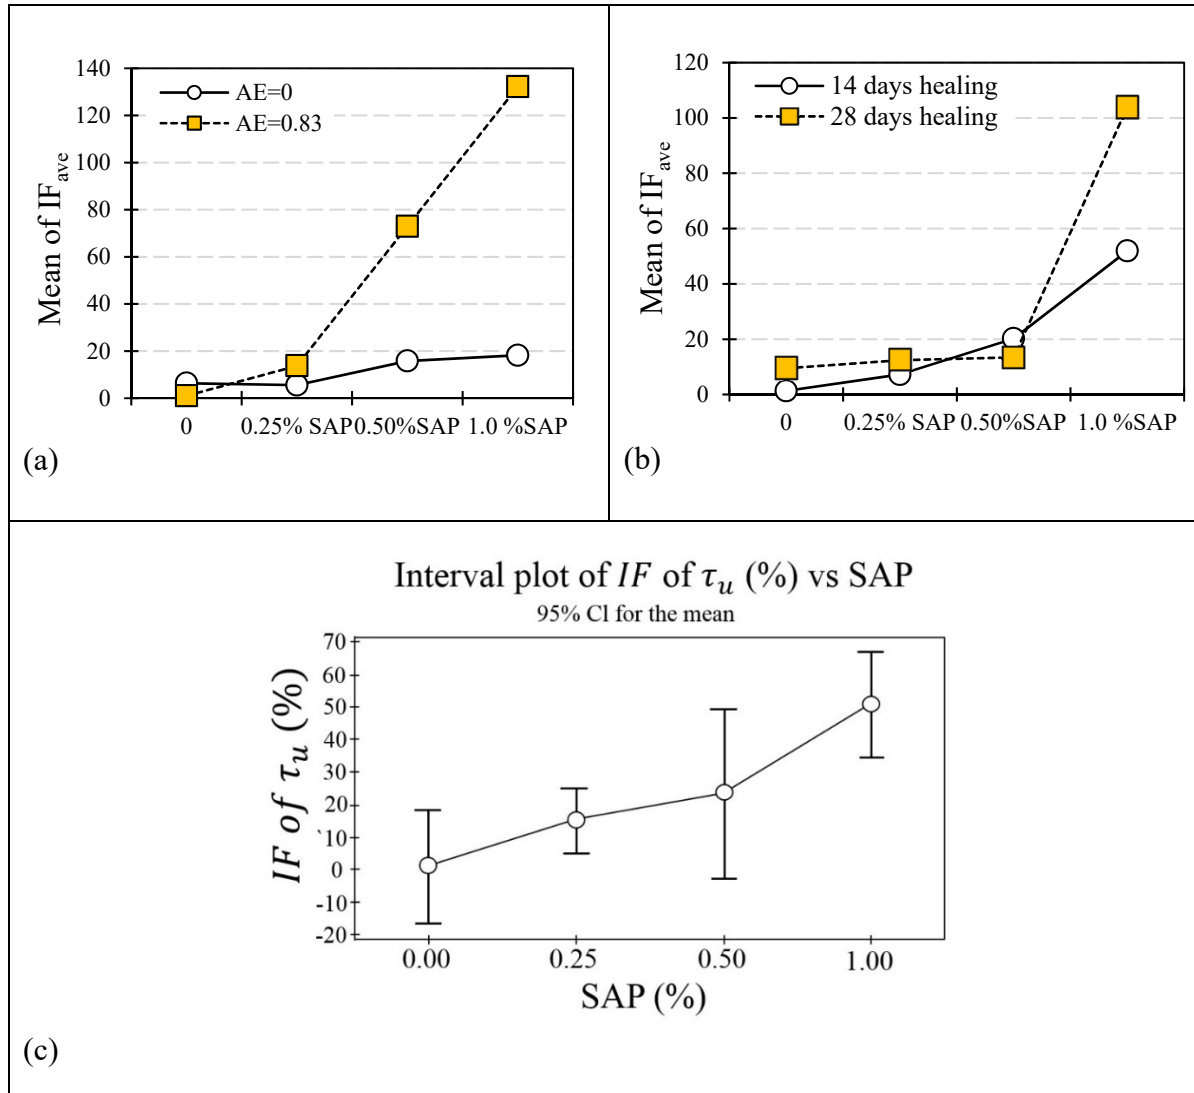 140
120
100
80
60
40
20
0
Mean of IFave
AE=0
AE=0.83
0 0.25% SAP 0.50%SAP 1.0 %SAP
(a)
120
100
80
60
40
20
0
Mean of IFave
14 days healing
28 days healing
0 0.25% SAP 0.50%SAP 1.0 %SAP
(b)
Interval plot of IF of τu (%) vs SAP
95% Cl for the mean
70
60
50
40
30
20
`10
0
-10
-20
IF of τu (%)
0.00 0.25 0.50 1.00
SAP (%)
(c)